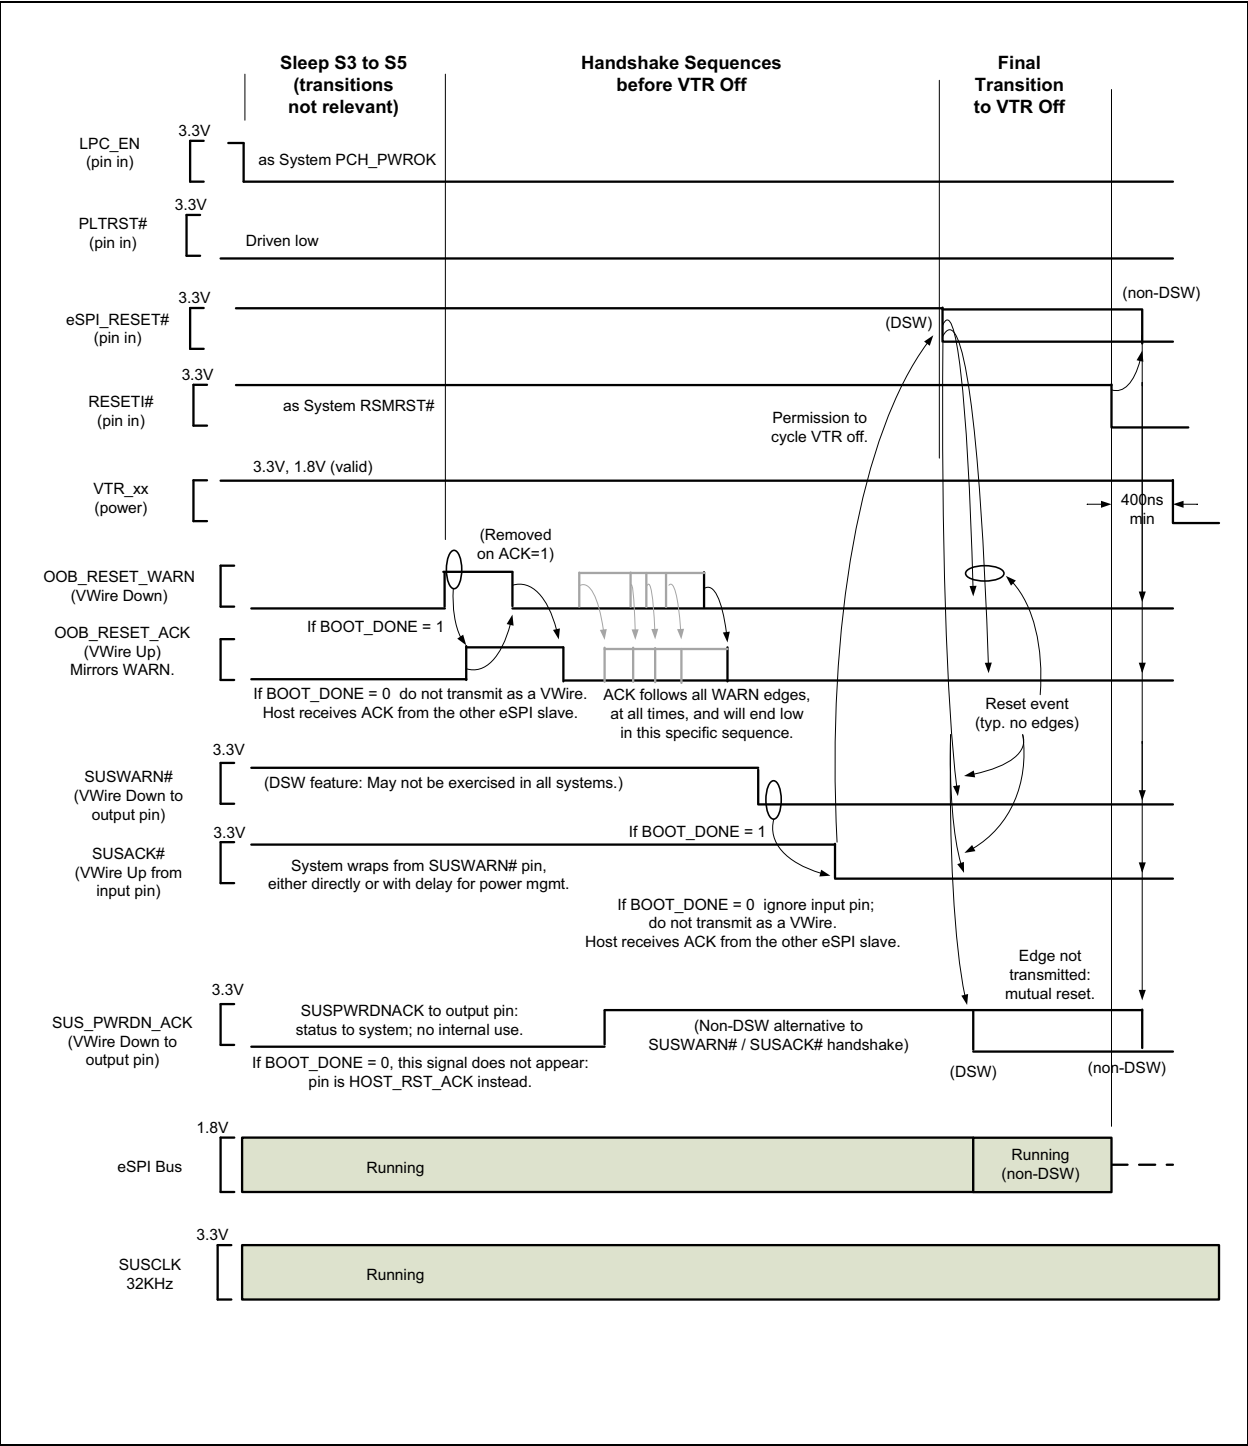 Sleep S3 to S5
(transitions
not relevant)
Handshake Sequences
before VTR Off
Final
Transition
to VTR Off
3.3V
LPC_EN
(pin in)
as System PCH_PWROK
3.3V
PLTRST#
(pin in)
Driven low
3.3V
eSPI_RESET#
(pin in)
(DSW)
(non-DSW)
3.3V
RESETI#
(pin in)
as System RSMRST#
Permission to
cycle VTR off.
3.3V, 1.8V (valid)
VTR_xx
(power)
400ns
min
(Removed
on ACK=1)
OOB_RESET_WARN
(VWire Down)
If BOOT_DONE = 1
OOB_RESET_ACK
(VWire Up)
Mirrors WARN.
If BOOT_DONE = 0  do not transmit as a VWire.
Host receives ACK from the other eSPI slave.
ACK follows all WARN edges,
at all times, and will end low
in this specific sequence.
Reset event
(typ. no edges)
3.3V
SUSWARN#
(VWire Down to
output pin)
(DSW feature: May not be exercised in all systems.)
3.3V
If BOOT_DONE = 1
SUSACK#
(VWire Up from
input pin)
System wraps from SUSWARN# pin,
either directly or with delay for power mgmt.
If BOOT_DONE = 0  ignore input pin;
do not transmit as a VWire.
Host receives ACK from the other eSPI slave.
Edge not
transmitted:
mutual reset.
3.3V
SUS_PWRDN_ACK
(VWire Down to
output pin)
SUSPWRDNACK to output pin:
status to system; no internal use.
(Non-DSW alternative to
SUSWARN# / SUSACK# handshake)
If BOOT_DONE = 0, this signal does not appear:
pin is HOST_RST_ACK instead.
(DSW)
(non-DSW)
1.8V
eSPI Bus
Running
Running
(non-DSW)
3.3V
SUSCLK
32KHz
Running